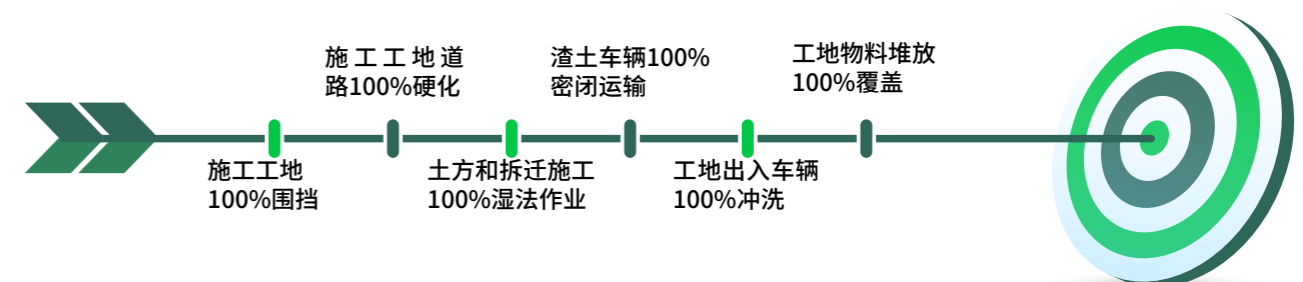 施工工地
100%围挡
施工工地道
路100%硬化
土方和拆迁施工
100%湿法作业
渣土车辆100%
密闭运输
工地出入车辆
100%冲洗
工地物料堆放
100%覆盖